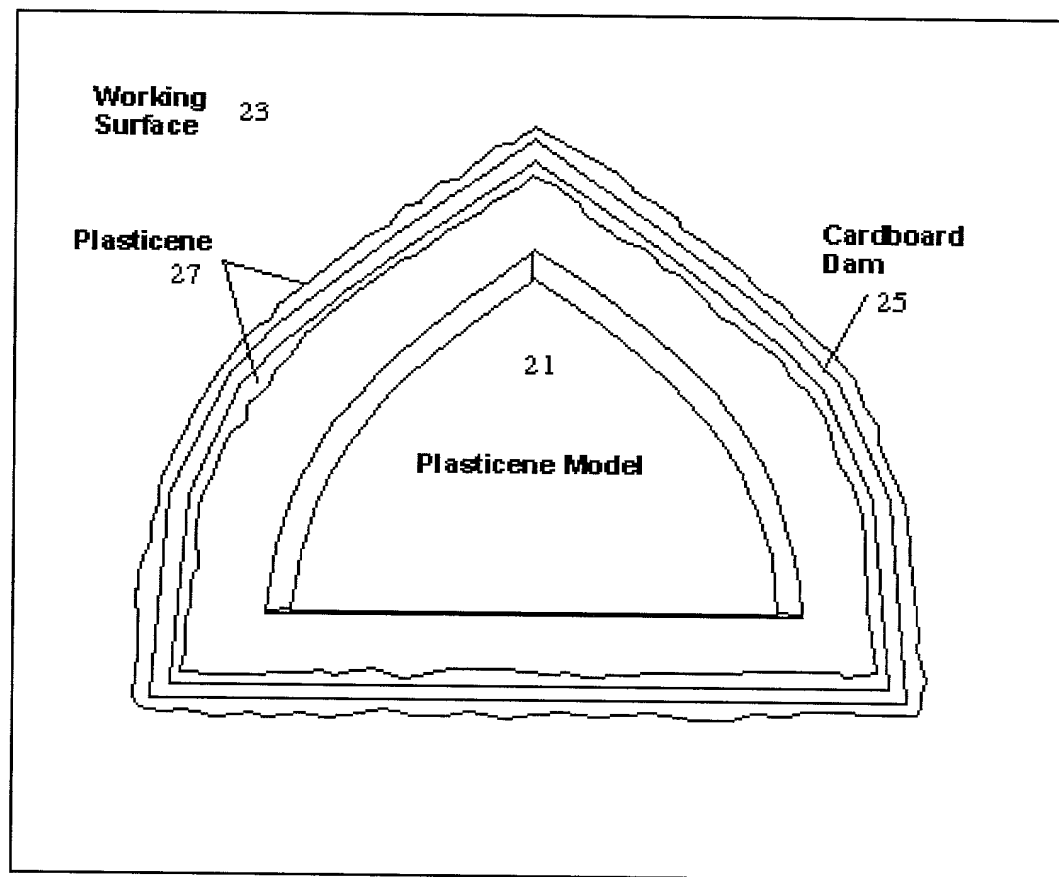 Working
Surface 23
Plasticene
27
Cardboard
Dam
25
21
Plasticene Model